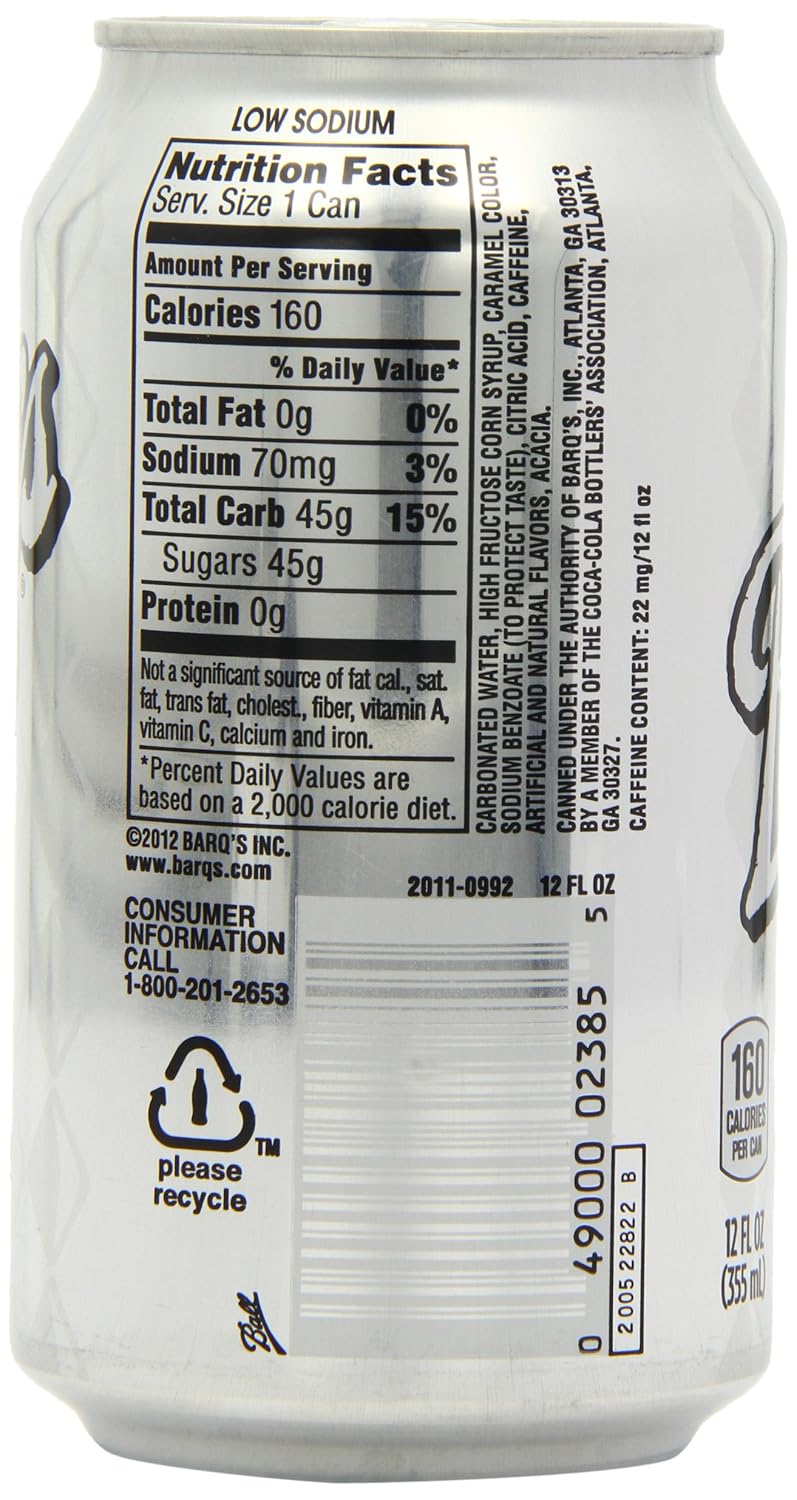 LOW SODIUM
Nutrition Facts
Serv. Size 1 Can
Amount Per Serving
Calories 160
% Daily Value*
Total Fat 0g 0%
Sodium 70mg 3%
Total Carb 45g 15%
Sugars 45g
Protein 0g
Not a significant source of fat cal., sat.
fat, trans fat, cholest., fiber, vitamin A,
vitamin C, calcium and iron.
*Percent Daily Values are
based on a 2,000 calorie diet.
CARBONATED WATER, HIGH FRUCTOSE CORN SYRUP, CARAMEL COLOR,
SODIUM BENZOATE (TO PROTECT TASTE), CITRIC ACID, CAFFEINE,
ARTIFICIAL AND NATURAL FLAVORS, ACACIA.
CANNED UNDER THE AUTHORITY OF BARQ'S, INC., ATLANTA, GA 30313
BY A MEMBER OF THE COCA-COLA BOTTLERS' ASSOCIATION, ATLANTA,
GA 30327.
CAFFEINE CONTENT: 22 mg/12 fl oz
©2012 BARQ'S INC.
www.barqs.com
CONSUMER
INFORMATION
CALL
1-800-201-2653
2011-0992 12 FL OZ
0 49000 02385 5
2005 22822 B
TM
please
recycle
Ball
160
CALORIES
PER CAN
12 FL OZ
(355 mL)